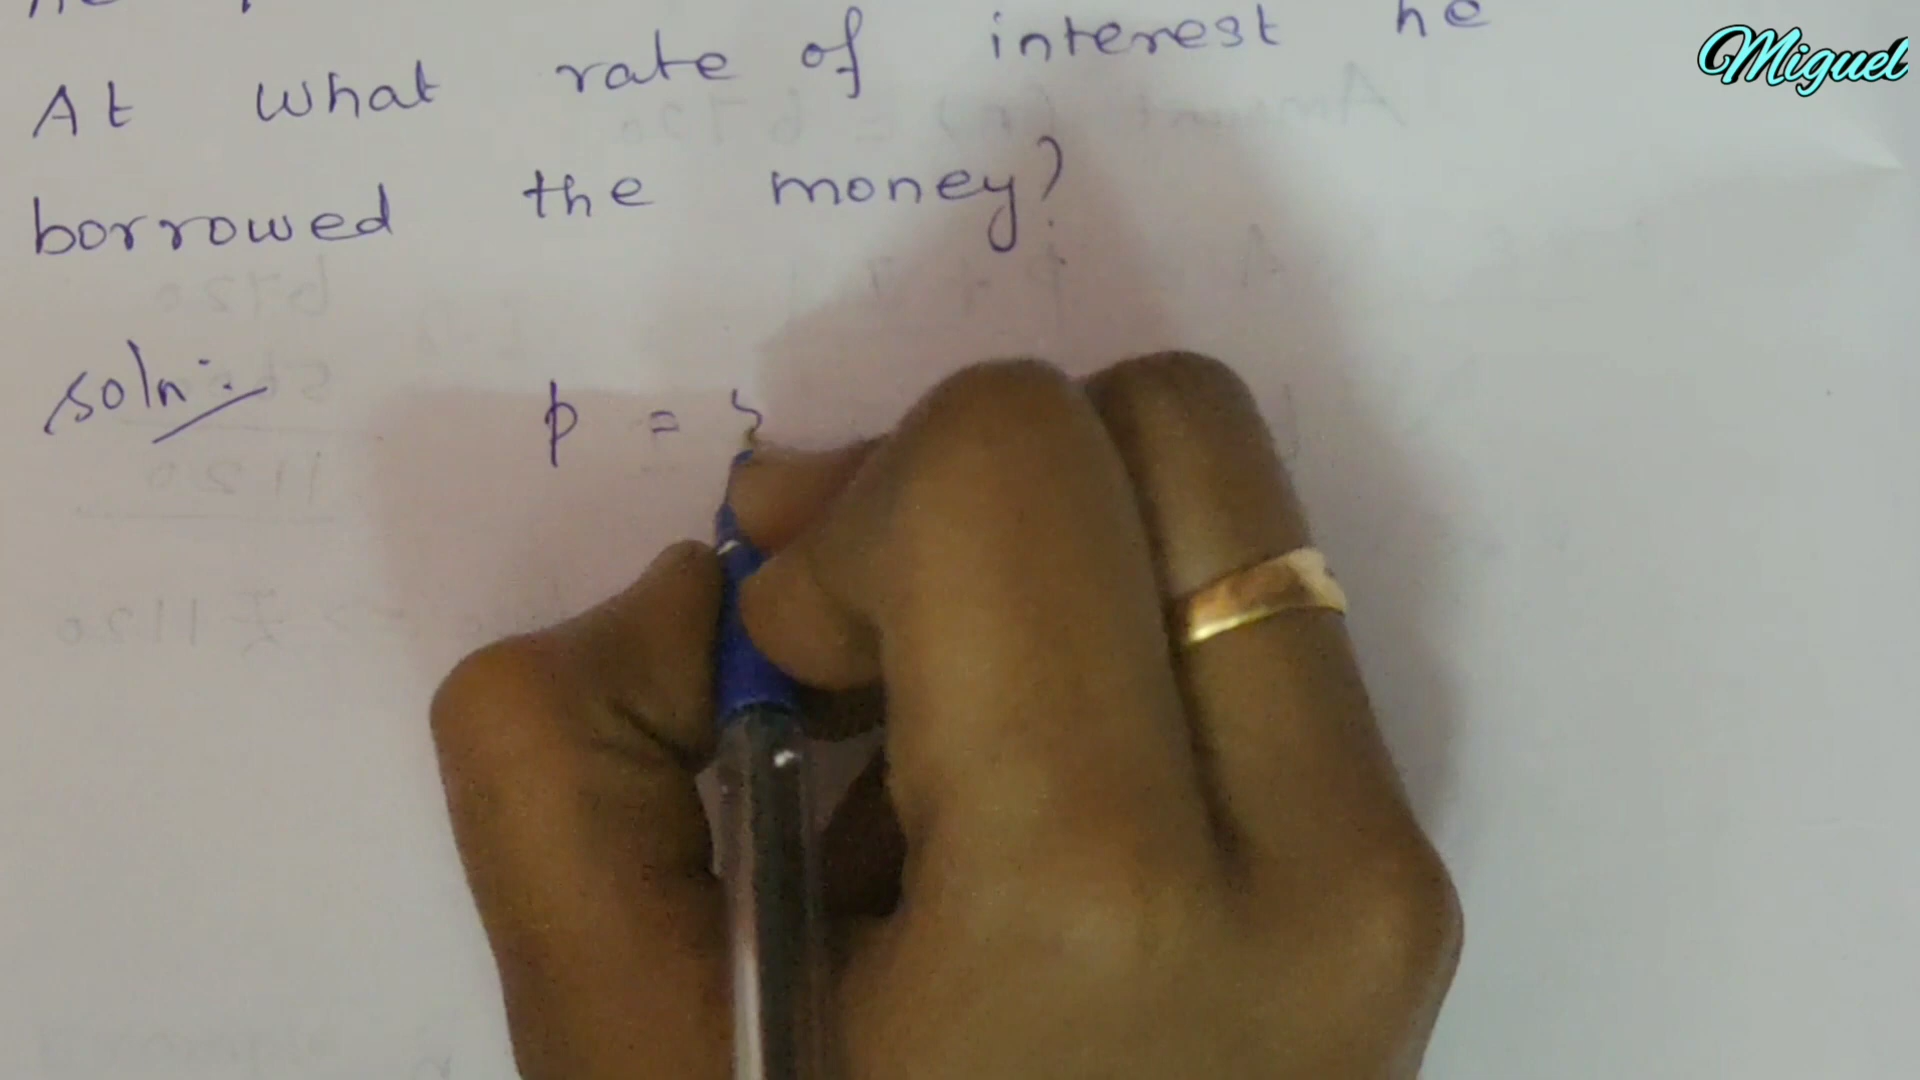 Miguel
At what rate of interest he
borrowed the money?
soln:
p =